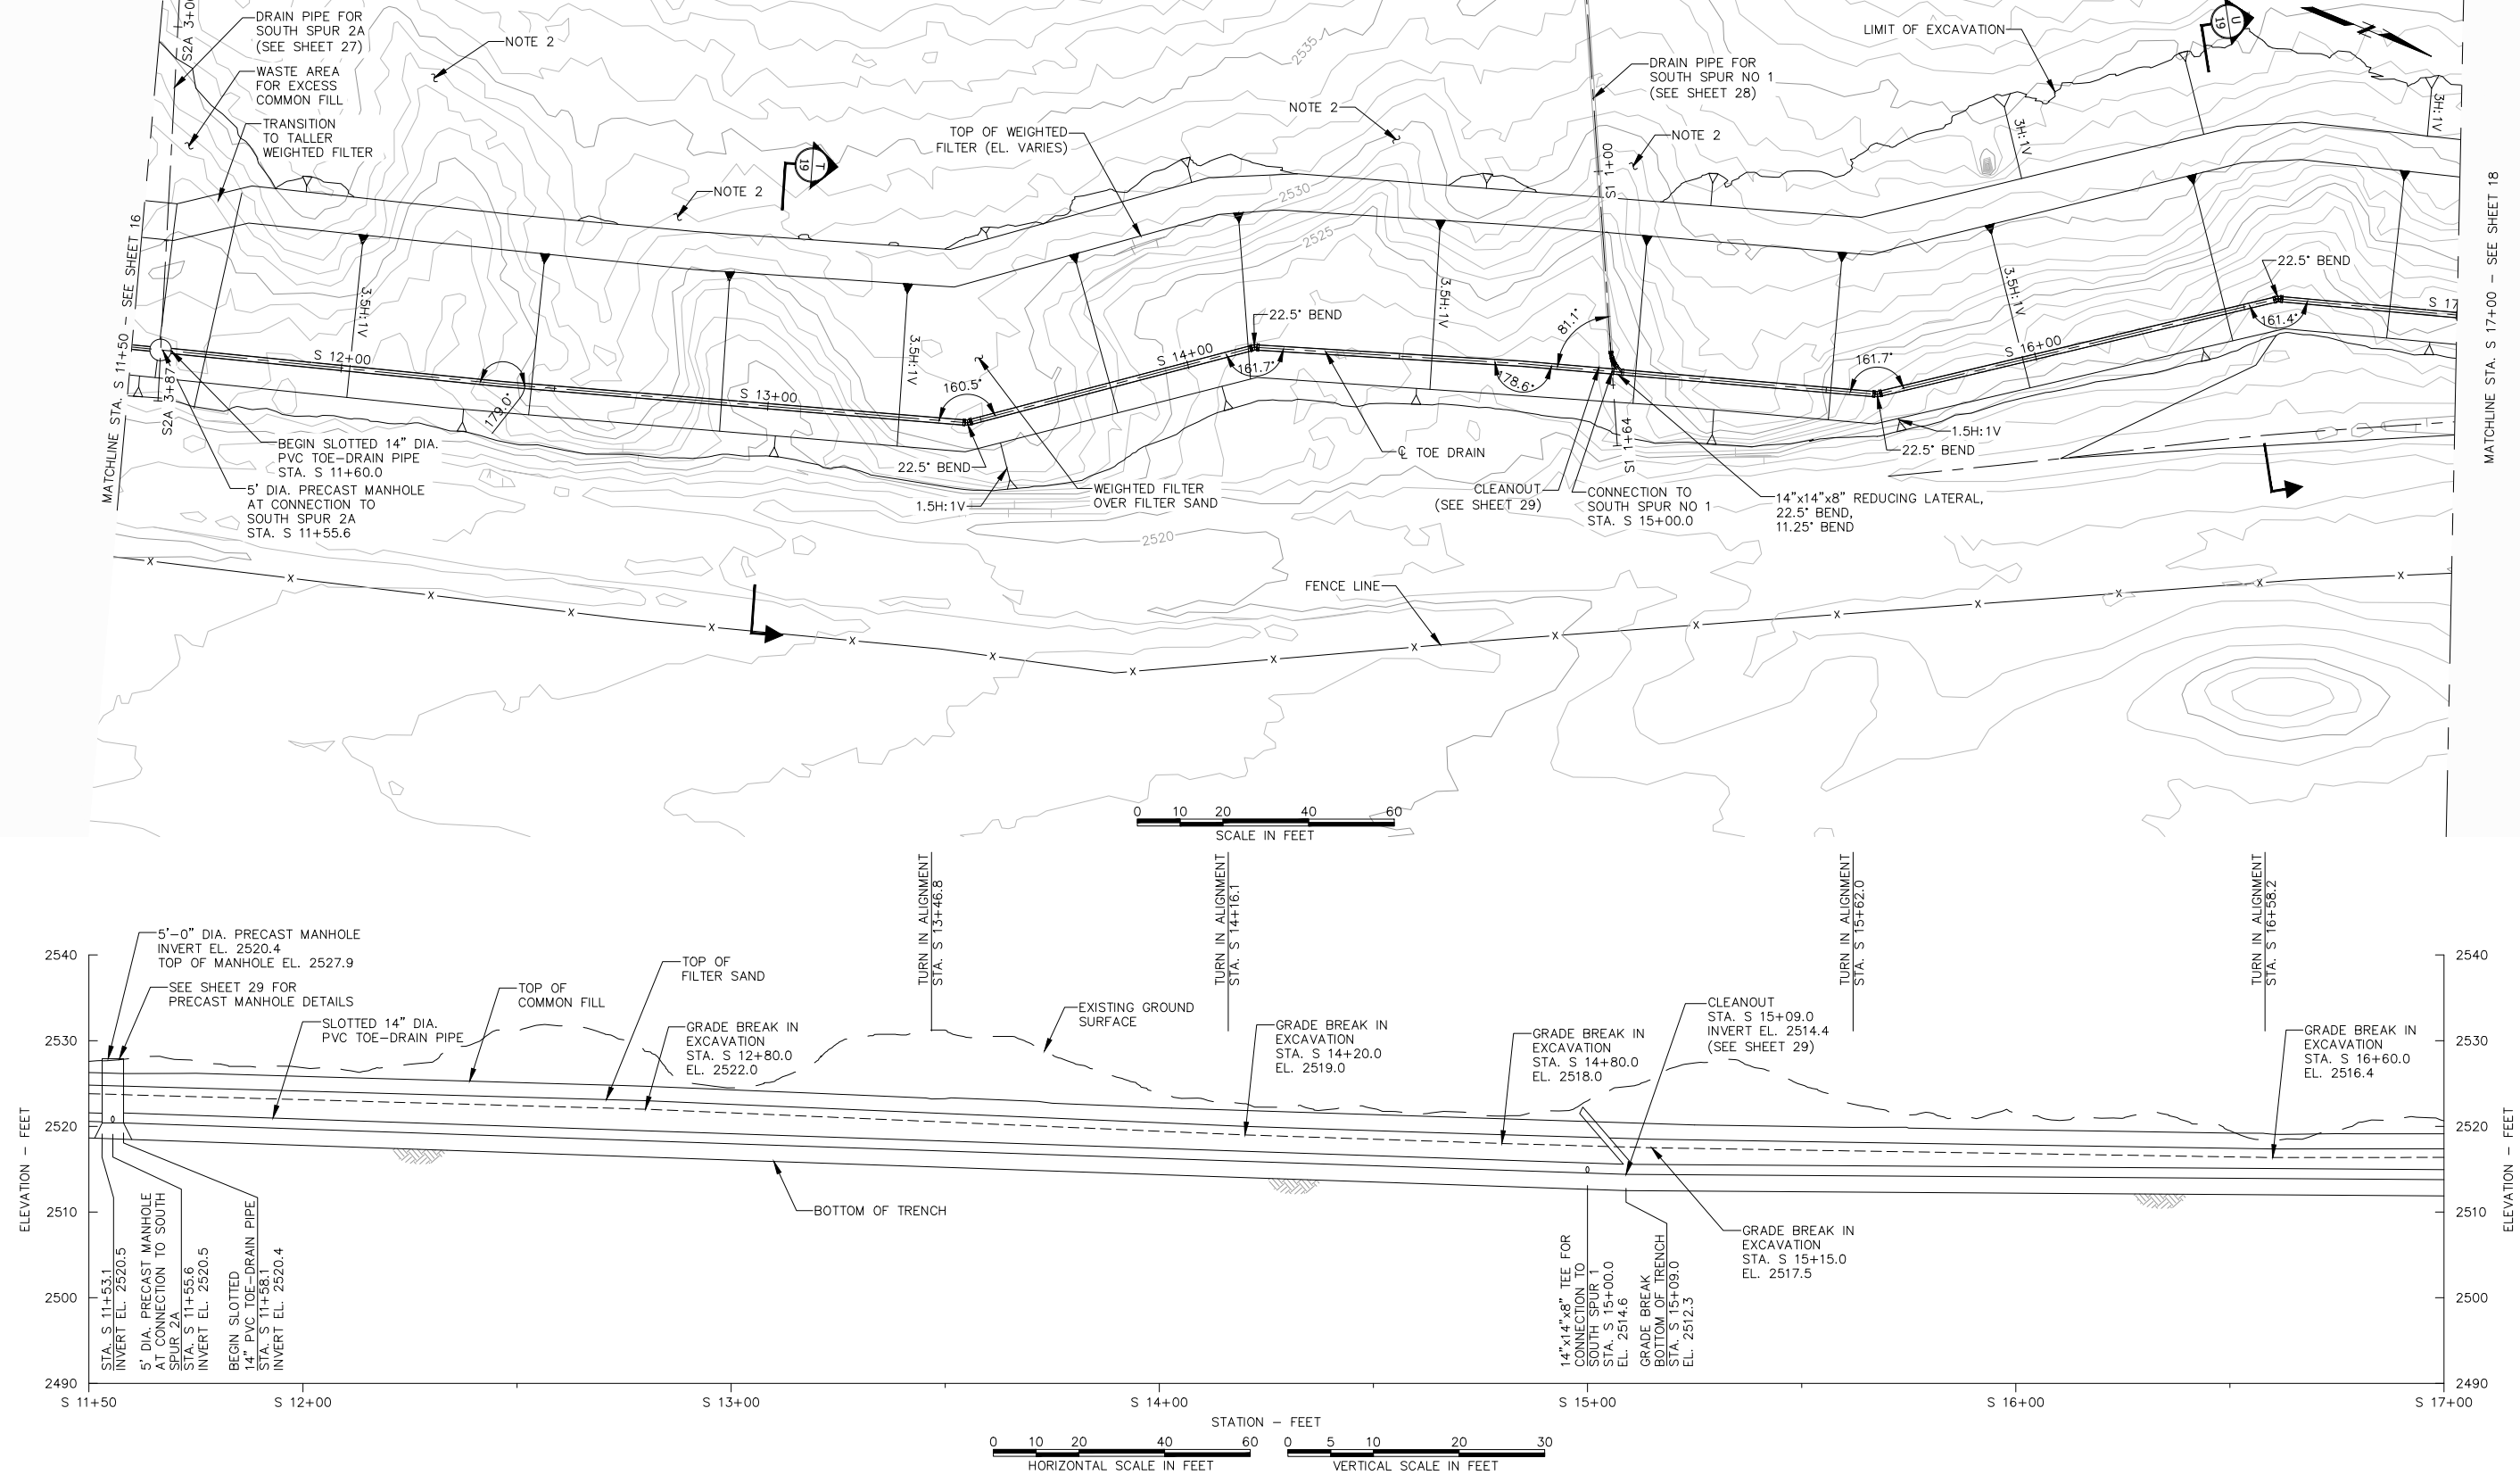 S2A 3+00
DRAIN PIPE FOR
SOUTH SPUR 2A
(SEE SHEET 27)
WASTE AREA
FOR EXCESS
COMMON FILL
TRANSITION
TO TALLER
WEIGHTED FILTER
NOTE 2
NOTE 2
T
19
TOP OF WEIGHTED
FILTER (EL. VARIES)
2535
NOTE 2
2530
2525
DRAIN PIPE FOR
SOUTH SPUR NO 1
(SEE SHEET 28)
NOTE 2
S1 1+00
LIMIT OF EXCAVATION
U
19
3H:1V
3H:1V
MATCHLINE STA. S 11+50 - SEE SHEET 16
MATCHLINE STA. S 17+00 - SEE SHEET 18
3.5H:1V
3.5H:1V
3.5H:1V
3.5H:1V
S2A 3+87
S 12+00
179.0°
S 13+00
160.5°
S 14+00
161.7°
22.5° BEND
178.6°
81.1°
161.7°
S 16+00
161.4°
22.5° BEND
S 17
BEGIN SLOTTED 14" DIA.
PVC TOE-DRAIN PIPE
STA. S 11+60.0
5' DIA. PRECAST MANHOLE
AT CONNECTION TO
SOUTH SPUR 2A
STA. S 11+55.6
22.5° BEND
1.5H:1V
WEIGHTED FILTER
OVER FILTER SAND
2520
℄ TOE DRAIN
CLEANOUT
(SEE SHEET 29)
CONNECTION TO
SOUTH SPUR NO 1
STA. S 15+00.0
S1 1+64
14"x14"x8" REDUCING LATERAL,
22.5° BEND,
11.25° BEND
1.5H:1V
22.5° BEND
FENCE LINE
0 10 20 40 60
SCALE IN FEET
TURN IN ALIGNMENT
STA. S 13+46.8
TURN IN ALIGNMENT
STA. S 14+16.1
TURN IN ALIGNMENT
STA. S 15+62.0
TURN IN ALIGNMENT
STA. S 16+58.2
5'-0" DIA. PRECAST MANHOLE
INVERT EL. 2520.4
TOP OF MANHOLE EL. 2527.9
SEE SHEET 29 FOR
PRECAST MANHOLE DETAILS
SLOTTED 14" DIA.
PVC TOE-DRAIN PIPE
TOP OF
COMMON FILL
TOP OF
FILTER SAND
GRADE BREAK IN
EXCAVATION
STA. S 12+80.0
EL. 2522.0
EXISTING GROUND
SURFACE
GRADE BREAK IN
EXCAVATION
STA. S 14+20.0
EL. 2519.0
GRADE BREAK IN
EXCAVATION
STA. S 14+80.0
EL. 2518.0
CLEANOUT
STA. S 15+09.0
INVERT EL. 2514.4
(SEE SHEET 29)
GRADE BREAK IN
EXCAVATION
STA. S 16+60.0
EL. 2516.4
2540
2530
2520
2510
2500
2490
ELEVATION - FEET
2540
2530
2520
2510
2500
2490
ELEVATION - FEET
BOTTOM OF TRENCH
GRADE BREAK IN
EXCAVATION
STA. S 15+15.0
EL. 2517.5
STA. S 11+53.1
INVERT EL. 2520.5
5' DIA. PRECAST MANHOLE
AT CONNECTION TO SOUTH
SPUR 2A
STA. S 11+55.6
INVERT EL. 2520.5
BEGIN SLOTTED
14" PVC TOE-DRAIN PIPE
STA. S 11+58.1
INVERT EL. 2520.4
14"x14"x8" TEE FOR
CONNECTION TO
SOUTH SPUR 1
STA. S 15+00.0
EL. 2514.6
GRADE BREAK
BOTTOM OF TRENCH
STA. S 15+09.0
EL. 2512.3
S 11+50 S 12+00 S 13+00 S 14+00 S 15+00 S 16+00 S 17+00
STATION - FEET
0 10 20 40 60
HORIZONTAL SCALE IN FEET
0 5 10 20 30
VERTICAL SCALE IN FEET